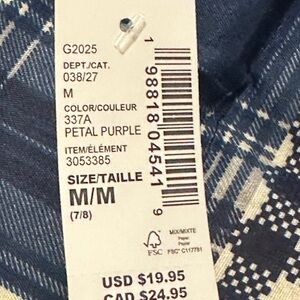 G2025
DEPT./CAT.
038/27
M
COLOR/COULEUR
337A
PETAL PURPLE
ITEM/ÉLÉMENT
3053385
SIZE/TAILLE
M/M
(7/8)
1 98818 04541 9
FSC
MIX/MIXTE
Paper
Papier
FSC® C117781
USD $19.95
CAD $24.95